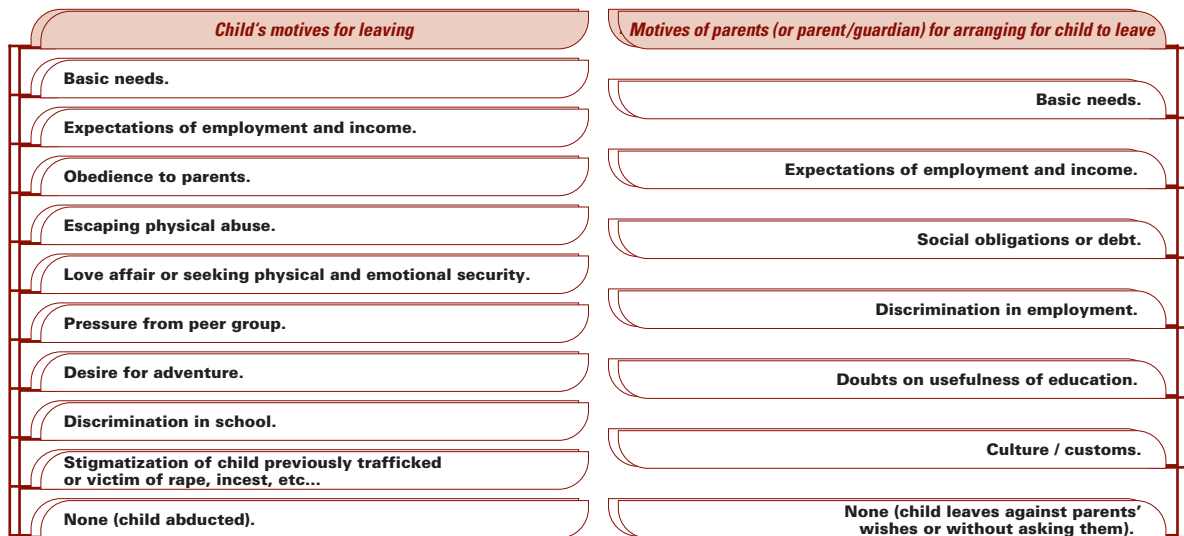 Child's motives for leaving
Basic needs.
Expectations of employment and income.
Obedience to parents.
Escaping physical abuse.
Love affair or seeking physical and emotional security.
Pressure from peer group.
Desire for adventure.
Discrimination in school.
Stigmatization of child previously trafficked
or victim of rape, incest, etc...
None (child abducted).
Motives of parents (or parent/guardian) for arranging for child to leave
Basic needs.
Expectations of employment and income.
Social obligations or debt.
Discrimination in employment.
Doubts on usefulness of education.
Culture / customs.
None (child leaves against parents'
wishes or without asking them).